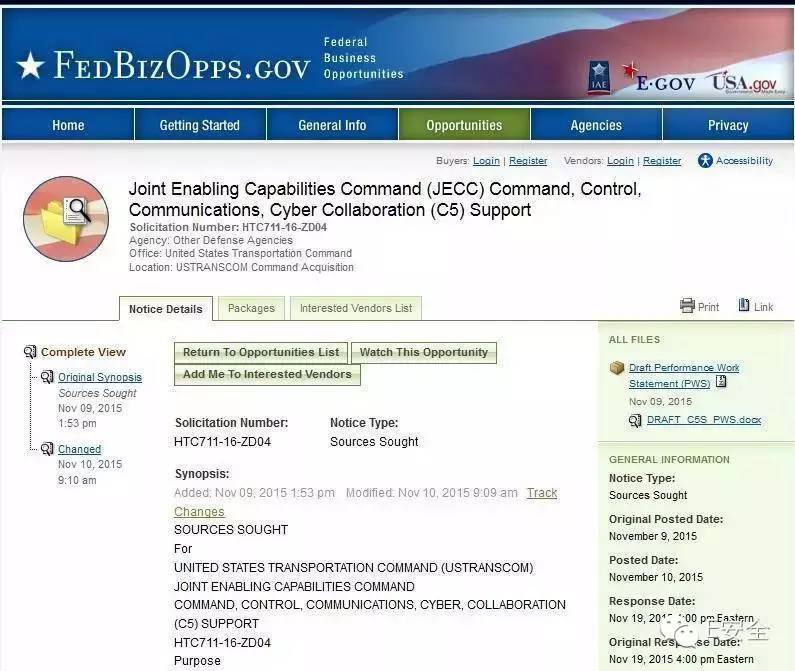 FEDBIZOPPS.GOV
Federal
Business
Opportunities
IAE
E-GOV
USA.gov
Home
Getting Started
General Info
Opportunities
Agencies
Privacy
Buyers: Login | Register
Vendors: Login | Register
Accessibility
Joint Enabling Capabilities Command (JECC) Command, Control,
Communications, Cyber Collaboration (C5) Support
Solicitation Number: HTC711-16-ZD04
Agency: Other Defense Agencies
Office: United States Transportation Command
Location: USTRANSCOM Command Acquisition
Notice Details
Packages
Interested Vendors List
Print
Link
Complete View
Original Synopsis
Sources Sought
Nov 09, 2015
1:53 pm
Changed
Nov 10, 2015
9:10 am
Return To Opportunities List
Watch This Opportunity
Add Me To Interested Vendors
Solicitation Number:
HTC711-16-ZD04
Notice Type:
Sources Sought
Synopsis:
Added: Nov 09, 2015 1:53 pm Modified: Nov 10, 2015 9:09 am Track
Changes
SOURCES SOUGHT
For
UNITED STATES TRANSPORTATION COMMAND (USTRANSCOM)
JOINT ENABLING CAPABILITIES COMMAND
COMMAND, CONTROL, COMMUNICATIONS, CYBER, COLLABORATION
(C5) SUPPORT
HTC711-16-ZD04
Purpose
ALL FILES
Draft Performance Work
Statement (PWS)
Nov 09, 2015
DRAFT_C5S_PWS.docx
GENERAL INFORMATION
Notice Type:
Sources Sought
Original Posted Date:
November 9, 2015
Posted Date:
November 10, 2015
Response Date:
Nov 19, 2015 4:00 pm Eastern
Original Response Date:
Nov 19, 2015 4:00 pm Eastern
E安全